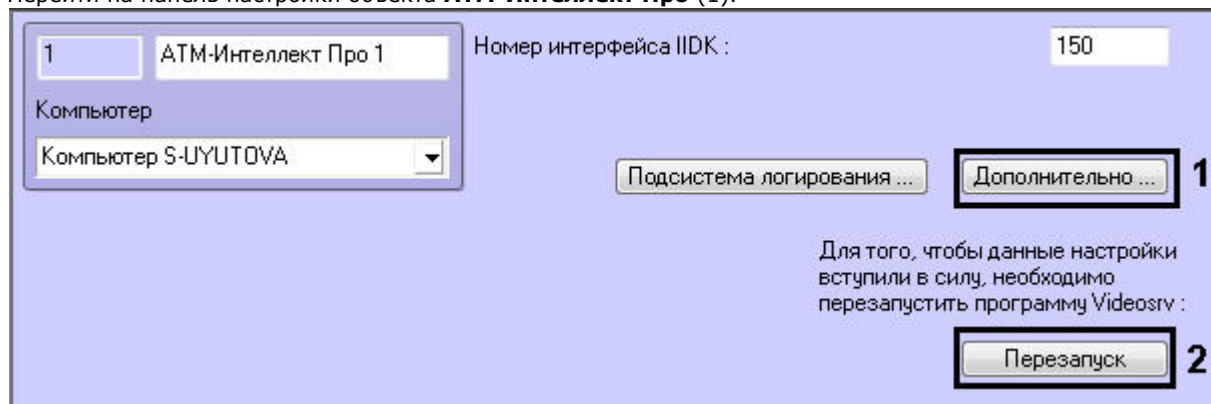 Перейти на панель настройки объекта АТМ-Интеллект Про (1).
1 АТМ-Интеллект Про 1
Номер интерфейса IIDK : 150
Компьютер
Компьютер S-UYUTOVA
Подсистема логирования ... Дополнительно ... 1
Для того, чтобы данные настройки
вступили в силу, необходимо
перезапустить программу Videosrv :
Перезапуск 2